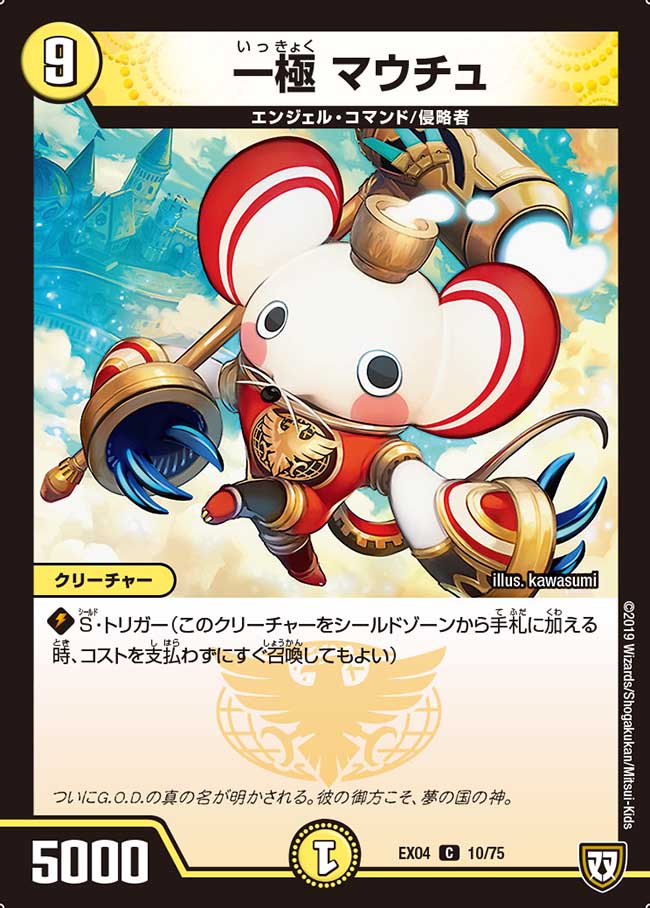 9
いっきょく
一極 マウチュ
エンジェル・コマンド/侵略者
クリーチャー
illus. kawasumi
S・トリガー(このクリーチャーをシールドゾーンから手札に加える
時、コストを支払わずにすぐ召喚してもよい)
ついにG.O.D.の真の名が明かされる。彼の御方こそ、夢の国の神。
5000
1
EX04 C 10/75
©2019 Wizards/Shogakukan/Mitsui-Kids